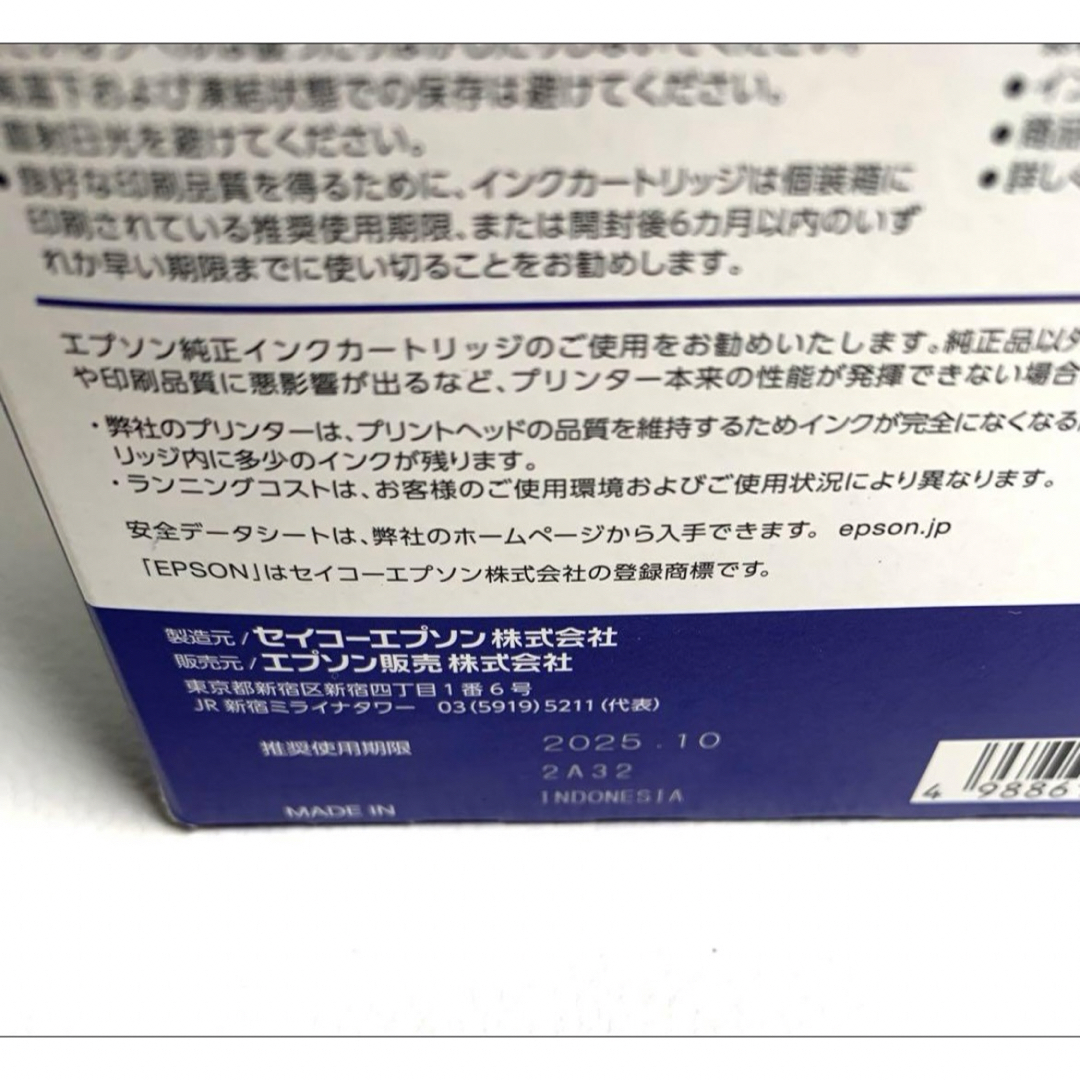 高温下および凍結状態での保存は避けてください。
直射日光を避けてください。
●良好な印刷品質を得るために、インクカートリッジは個装箱に
印刷されている推奨使用期限、または開封後6カ月以内のいず
れか早い期限までに使い切ることをお勧めします。
●イン
●商品
●詳しく
エプソン純正インクカートリッジのご使用をお勧めいたします。純正品以外
や印刷品質に悪影響が出るなど、プリンター本来の性能が発揮できない場合
・弊社のプリンターは、プリントヘッドの品質を維持するためインクが完全になくなる
リッジ内に多少のインクが残ります。
・ランニングコストは、お客様のご使用環境およびご使用状況により異なります。
安全データシートは、弊社のホームページから入手できます。 epson.jp
「EPSON」はセイコーエプソン株式会社の登録商標です。
製造元/セイコーエプソン株式会社
販売元/エプソン販売株式会社
東京都新宿区新宿四丁目1番6号
JR新宿ミライナタワー 03(5919)5211(代表)
推奨使用期限 2025.10
2A32
MADE IN INDONESIA
4 98861